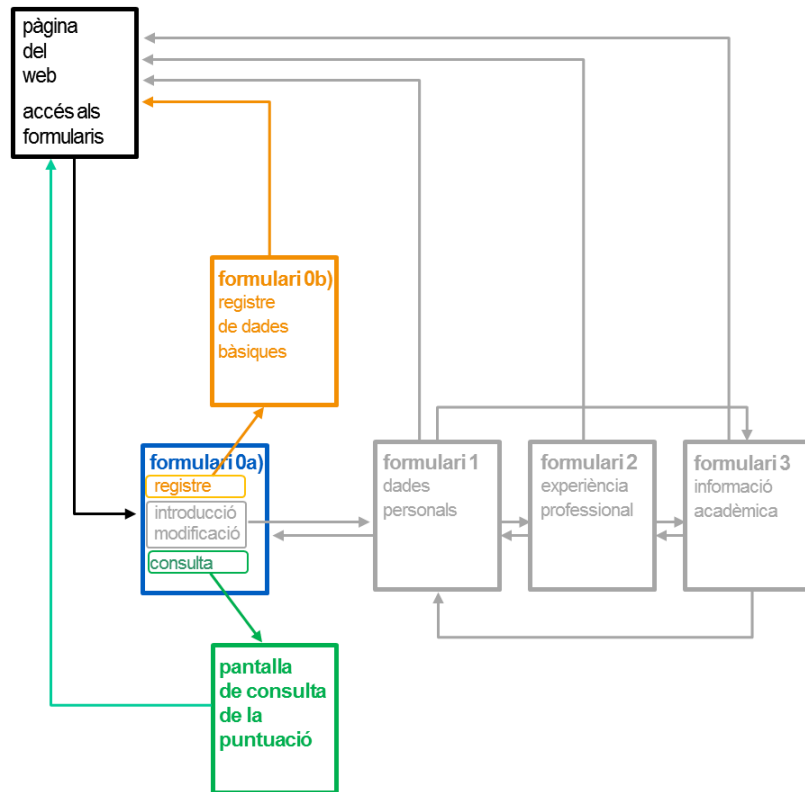 pàgina
del
web
accés als
formularis
formulari 0b)
registre
de dades
bàsiques
formulari 0a)
registre
introducció
modificació
consulta
formulari 1
dades
personals
formulari 2
experiència
professional
formulari 3
informació
acadèmica
pantalla
de consulta
de la
puntuació